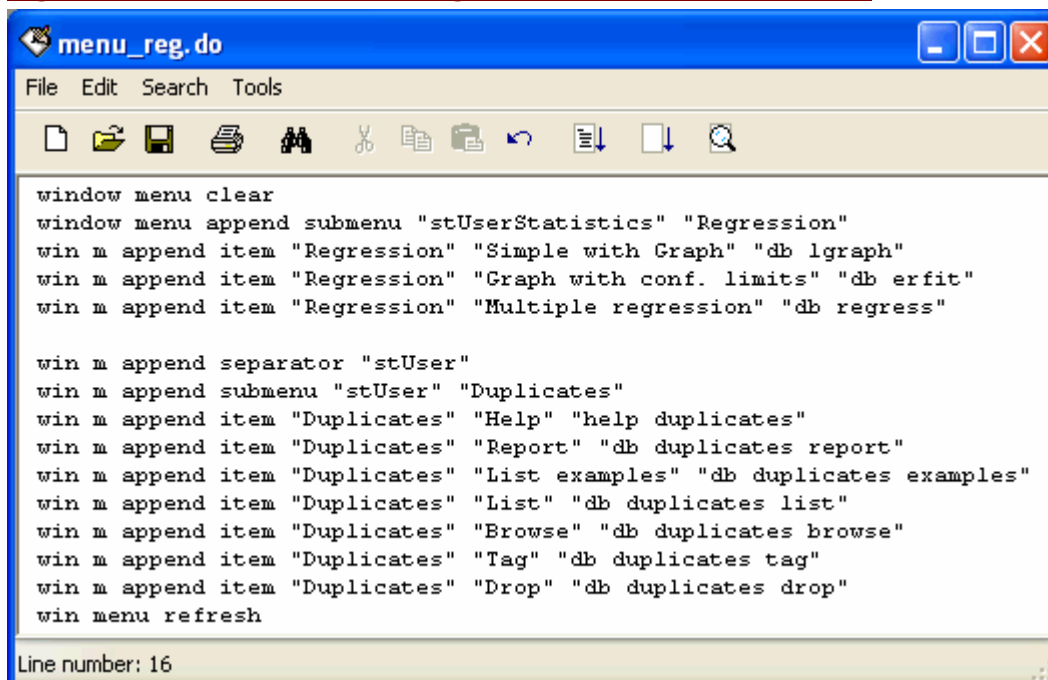 menu_reg.do
File Edit Search Tools
window menu clear
window menu append submenu "stUserStatistics" "Regression"
win m append item "Regression" "Simple with Graph" "db lgraph"
win m append item "Regression" "Graph with conf. limits" "db erfit"
win m append item "Regression" "Multiple regression" "db regress"
win m append separator "stUser"
win m append submenu "stUser" "Duplicates"
win m append item "Duplicates" "Help" "help duplicates"
win m append item "Duplicates" "Report" "db duplicates report"
win m append item "Duplicates" "List examples" "db duplicates examples"
win m append item "Duplicates" "List" "db duplicates list"
win m append item "Duplicates" "Browse" "db duplicates browse"
win m append item "Duplicates" "Tag" "db duplicates tag"
win m append item "Duplicates" "Drop" "db duplicates drop"
win menu refresh
Line number: 16